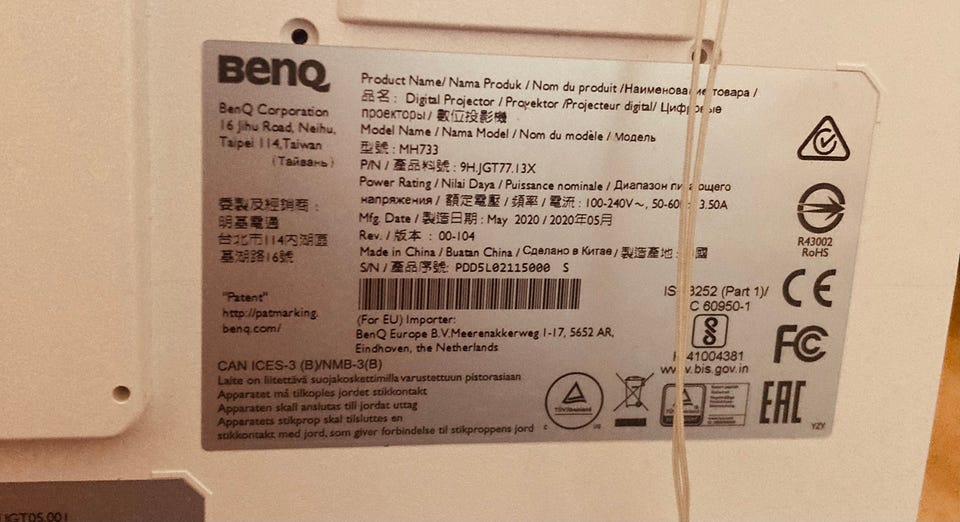 BenQ
BenQ Corporation
16 Jihu Road, Neihu,
Taipei 114,Taiwan
(Тайвань)
委製及經銷商 :
明基電通
台北市114內湖區
基湖路16號
"Patent"
http://patmarking.
benq.com/
Product Name/ Nama Produk / Nom du produit /Наименование товара /
品名 : Digital Projector / Proyektor /Projecteur digital/ Цифровые
проекторы / 數位投影機
Model Name / Nama Model / Nom du modèle / Модель
型號 : MH733
P/N / 產品料號 : 9H.JGT77.13X
Power Rating / Nilai Daya / Puissance nominale / Диапазон питающего
напряжения / 額定電壓 / 頻率 / 電流 : 100-240V~, 50-60 3.50A
Mfg. Date / 製造日期 : May 2020 / 2020年05月
Rev. / 版本 : 00-104
Made in China / Buatan China / Сделано в Китае / 製造產地 : 國
S/N / 產品序號: PDD5L02115000 S
(For EU) Importer:
BenQ Europe B.V.Meerenakkerweg 1-17, 5652 AR,
Eindhoven, the Netherlands
CAN ICES-3 (B)/NMB-3(B)
Laite on liitettävä suojakoskettimilla varustettuun pistorasiaan
Apparatet må tilkoples jordet stikkontakt
Apparaten skall anslutas till jordat uttag
Apparatets stikprop skal tilsluttes en
stikkontakt med jord, som giver forbindelse til stikproppens jord
R43002
RoHS
CE
(Part 1)/
60950-1
41004381
www.bis.gov.in
FC
EAC
YZY
JGT05.001